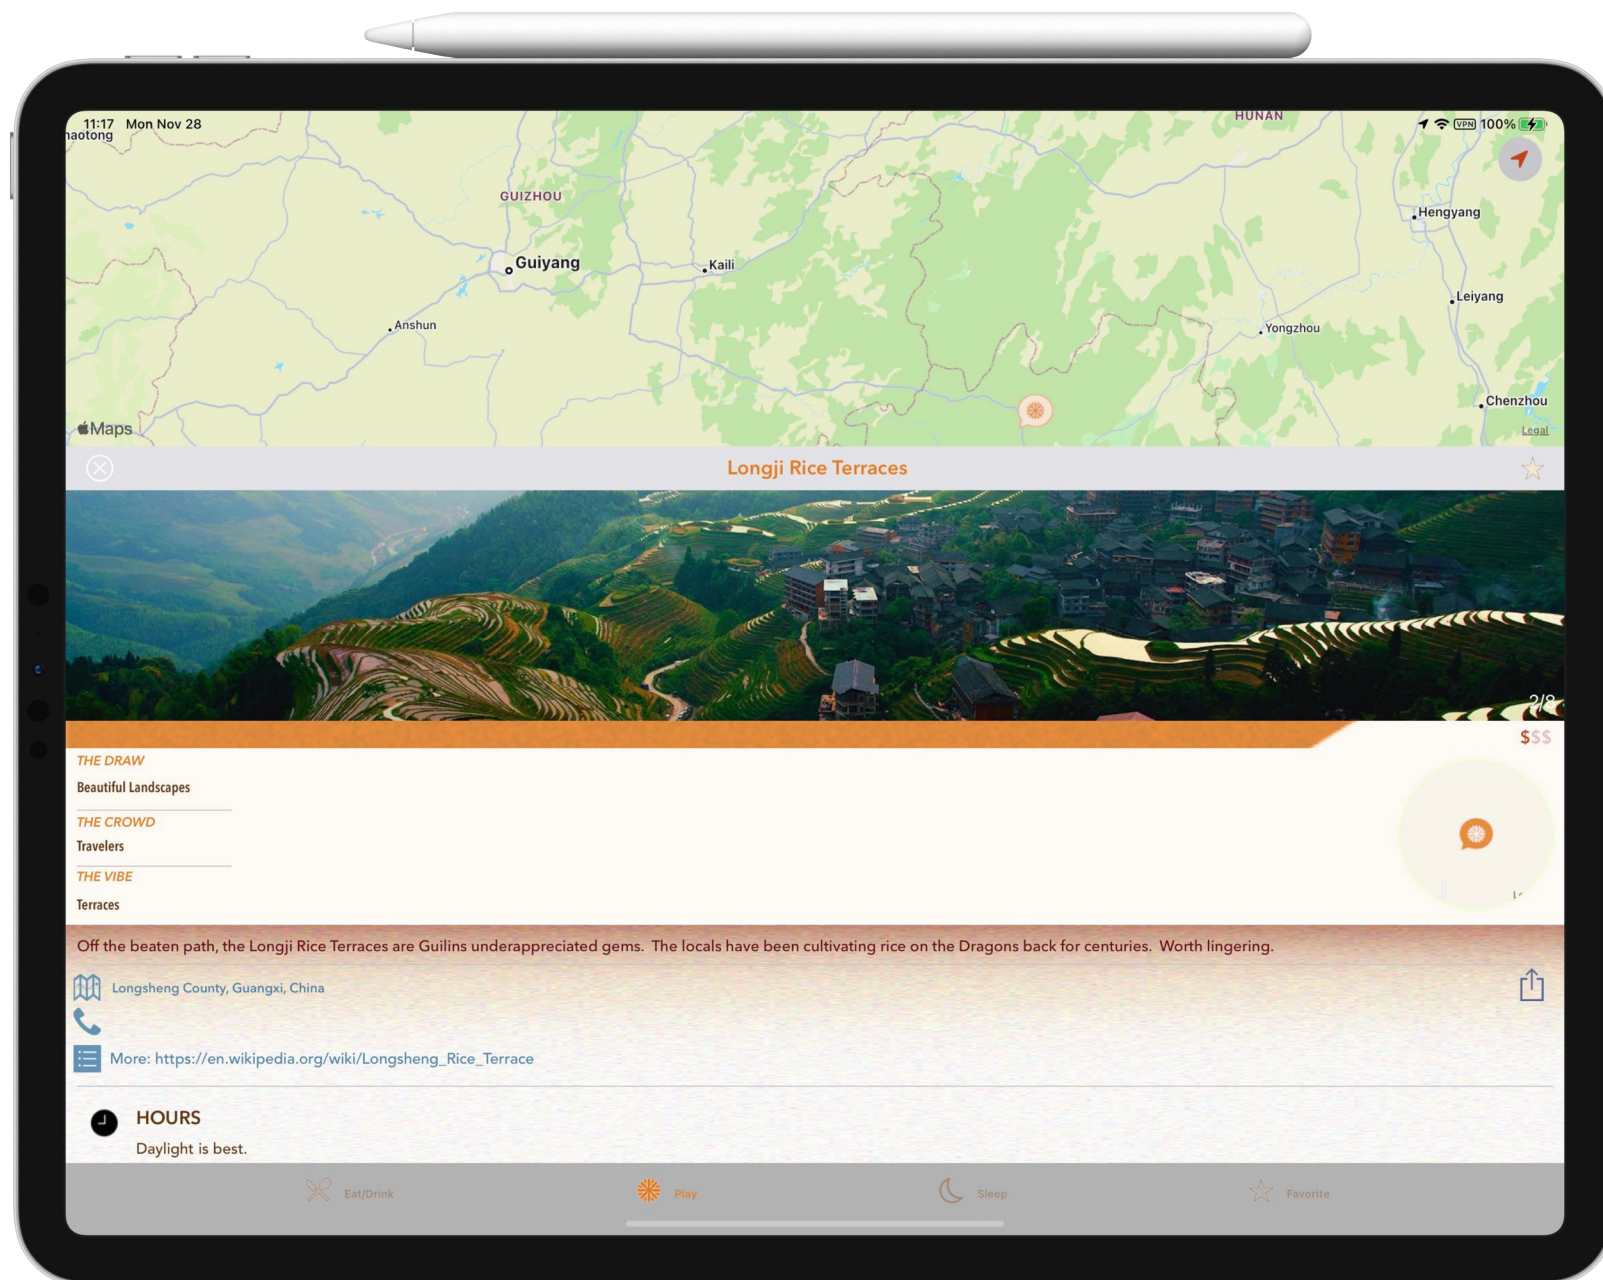 11:17 Mon Nov 28
VPN 100%
HUNAN
GUIZHOU
Hengyang
Guiyang
Kaili
Leiyang
Anshun
Yongzhou
Chenzhou
Maps
Legal
Longji Rice Terraces
2/8
$$$
THE DRAW
Beautiful Landscapes
THE CROWD
Travelers
THE VIBE
Terraces
Off the beaten path, the Longji Rice Terraces are Guilins underappreciated gems. The locals have been cultivating rice on the Dragons back for centuries. Worth lingering.
Longsheng County, Guangxi, China
More: https://en.wikipedia.org/wiki/Longsheng_Rice_Terrace
HOURS
Daylight is best.
Eat/Drink Play Sleep Favorite